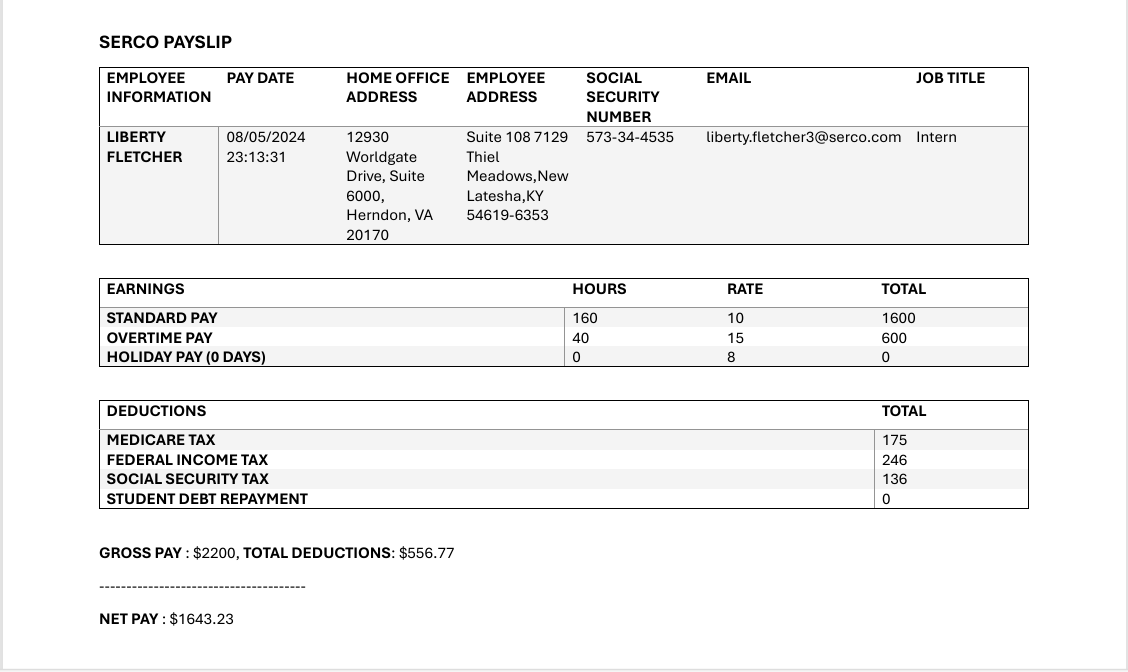 SERCO PAYSLIP
EMPLOYEE INFORMATION PAY DATE HOME OFFICE ADDRESS EMPLOYEE ADDRESS SOCIAL SECURITY NUMBER EMAIL JOB TITLE
LIBERTY FLETCHER 08/05/2024 23:13:31 12930 Worldgate Drive, Suite 6000, Herndon, VA 20170 Suite 108 7129 Thiel Meadows,New Latesha,KY 54619-6353 573-34-4535 liberty.fletcher3@serco.com Intern
EARNINGS HOURS RATE TOTAL
STANDARD PAY 160 10 1600
OVERTIME PAY 40 15 600
HOLIDAY PAY (0 DAYS) 0 8 0
DEDUCTIONS TOTAL
MEDICARE TAX 175
FEDERAL INCOME TAX 246
SOCIAL SECURITY TAX 136
STUDENT DEBT REPAYMENT 0
GROSS PAY : $2200, TOTAL DEDUCTIONS: $556.77
-------------------------------------
NET PAY : $1643.23